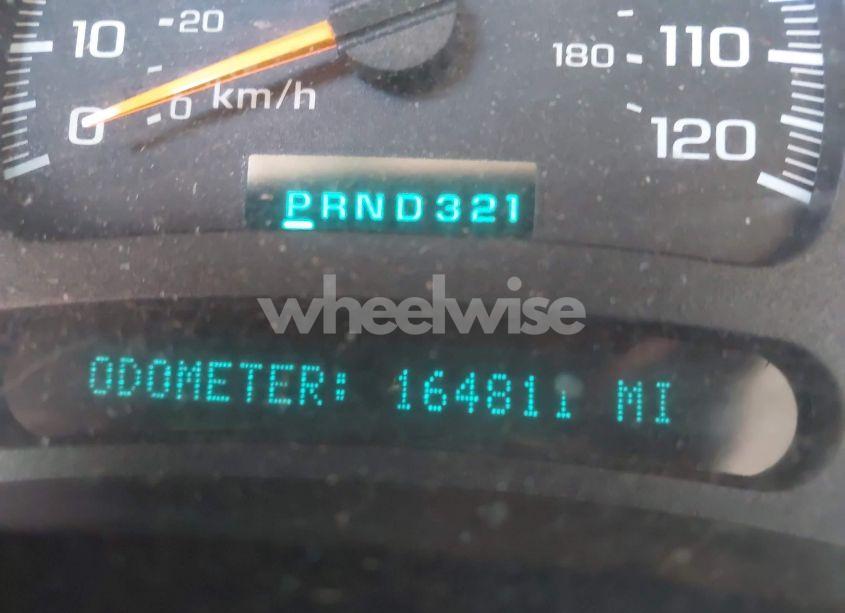 10 20 110
180
0 0 km/h 120
PRND321
wheelwise
ODOMETER: 164811 MI